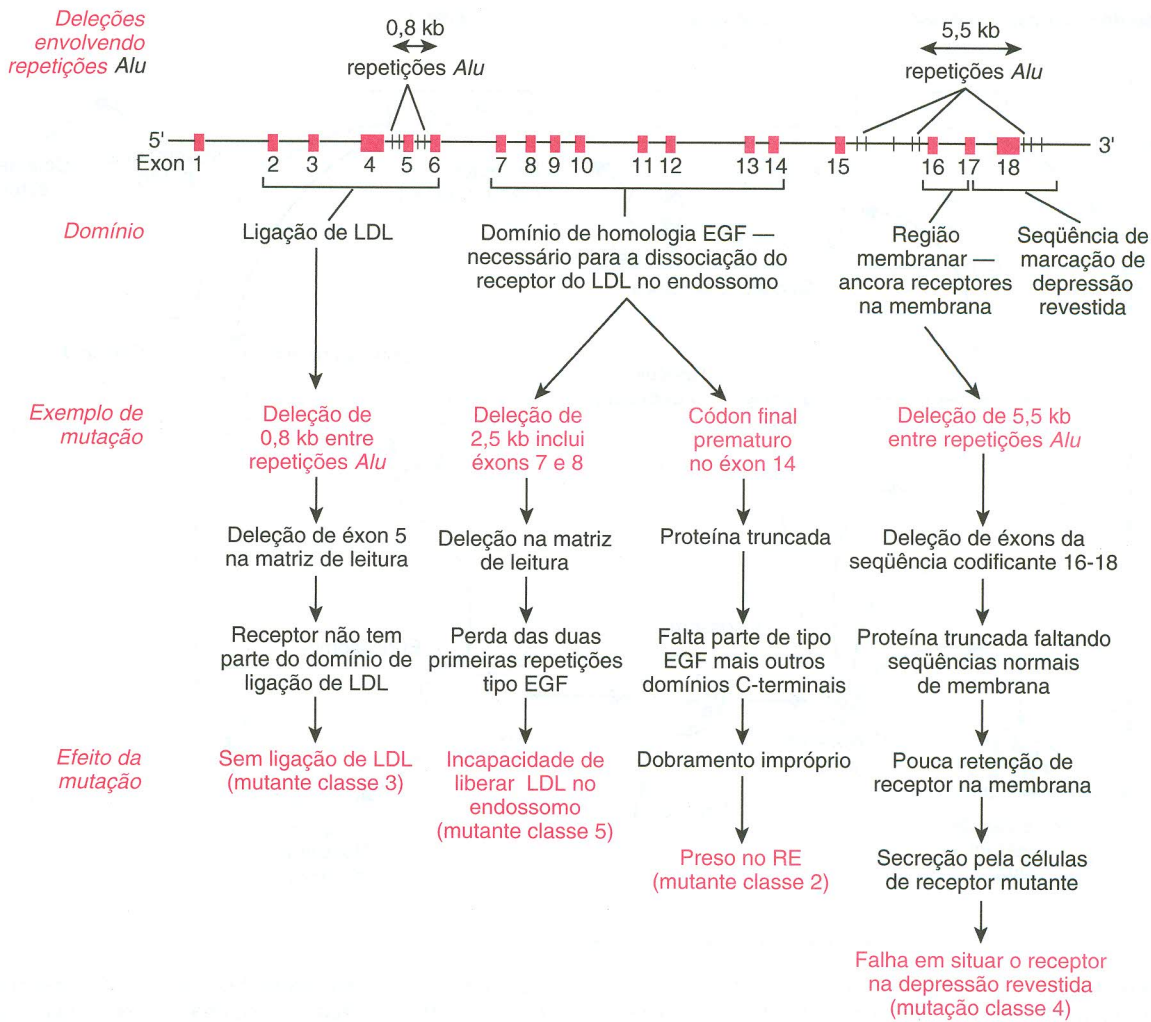 Deleções
envolvendo
repetições Alu
0,8 kb
repetições Alu
5,5 kb
repetições Alu
5'
3'
Exon 1 2 3 4 5 6 7 8 9 10 11 12 13 14 15 16 17 18
Domínio
Ligação de LDL
Domínio de homologia EGF —
necessário para a dissociação do
receptor do LDL no endossomo
Região
membranar —
ancora receptores
na membrana
Seqüência de
marcação de
depressão
revestida
Exemplo de
mutação
Deleção de
0,8 kb entre
repetições Alu
Deleção de
2,5 kb inclui
éxons 7 e 8
Códon final
prematuro
no éxon 14
Deleção de 5,5 kb
entre repetições Alu
Deleção de éxon 5
na matriz de leitura
Deleção na matriz
de leitura
Proteína truncada
Deleção de éxons da
seqüência codificante 16-18
Receptor não tem
parte do domínio de
ligação de LDL
Perda das duas
primeiras repetições
tipo EGF
Falta parte de tipo
EGF mais outros
domínios C-terminais
Proteína truncada faltando
seqüências normais
de membrana
Efeito da
mutação
Sem ligação de LDL
(mutante classe 3)
Incapacidade de
liberar LDL no
endossomo
(mutante classe 5)
Dobramento impróprio
Pouca retenção de
receptor na membrana
Preso no RE
(mutante classe 2)
Secreção pela células
de receptor mutante
Falha em situar o receptor
na depressão revestida
(mutação classe 4)